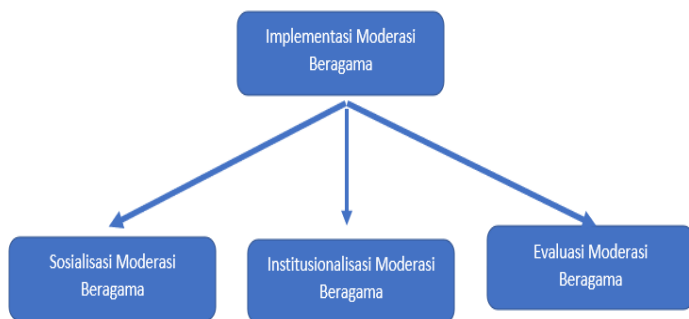 Implementasi Moderasi
Beragama
Sosialisasi Moderasi
Beragama
Institusionalisasi Moderasi
Beragama
Evaluasi Moderasi
Beragama